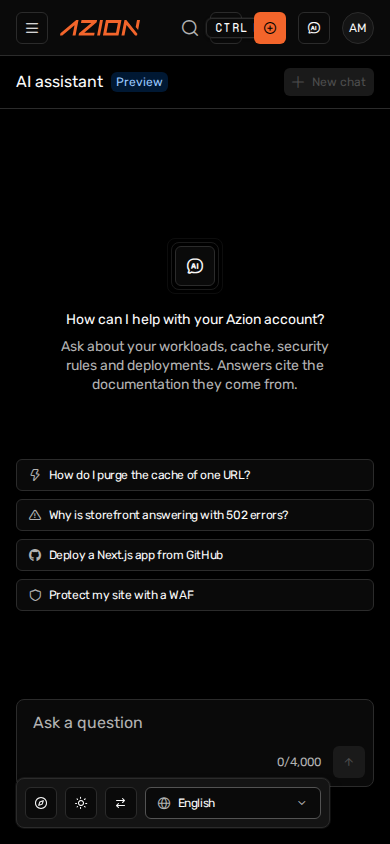 AZION
CTRL
AI
AM
AI assistant
Preview
New chat
AI
How can I help with your Azion account?
Ask about your workloads, cache, security
rules and deployments. Answers cite the
documentation they come from.
How do I purge the cache of one URL?
Why is storefront answering with 502 errors?
Deploy a Next.js app from GitHub
Protect my site with a WAF
Ask a question
0/4,000
English